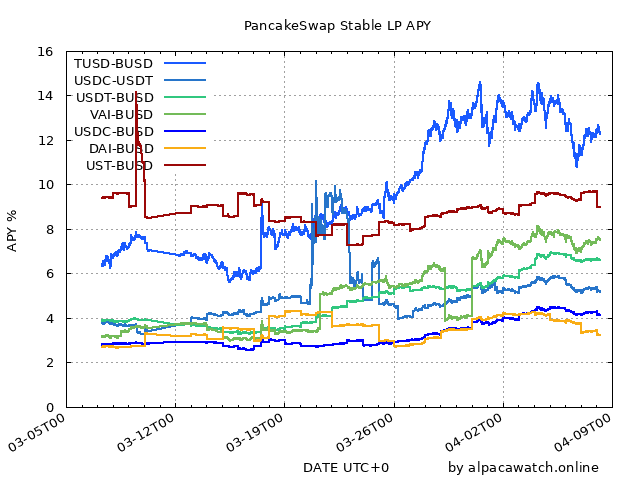 PancakeSwap Stable LP APY
16
14
12
10
8
6
4
2
0
APY %
TUSD-BUSD
USDC-USDT
USDT-BUSD
VAI-BUSD
USDC-BUSD
DAI-BUSD
UST-BUSD
03-05T00
03-12T00
03-19T00
03-26T00
04-02T00
04-09T00
DATE UTC+0
by alpacawatch.online